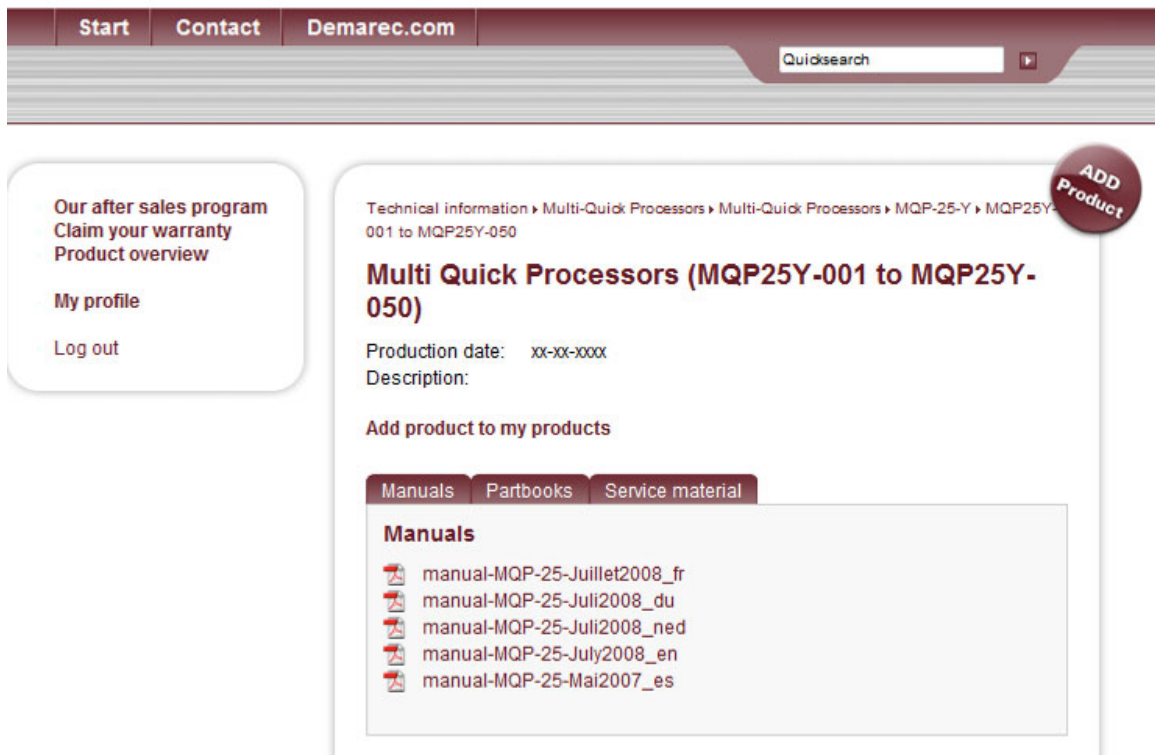 Start Contact Demarec.com
Quicksearch
ADD
Product
Our after sales program
Claim your warranty
Product overview
My profile
Log out
Technical information ▸ Multi-Quick Processors ▸ Multi-Quick Processors ▸ MQP-25-Y ▸ MQP25Y-
001 to MQP25Y-050
Multi Quick Processors (MQP25Y-001 to MQP25Y-
050)
Production date: xx-xx-xxxx
Description:
Add product to my products
Manuals Partbooks Service material
Manuals
manual-MQP-25-Juillet2008_fr
manual-MQP-25-Juli2008_du
manual-MQP-25-Juli2008_ned
manual-MQP-25-July2008_en
manual-MQP-25-Mai2007_es